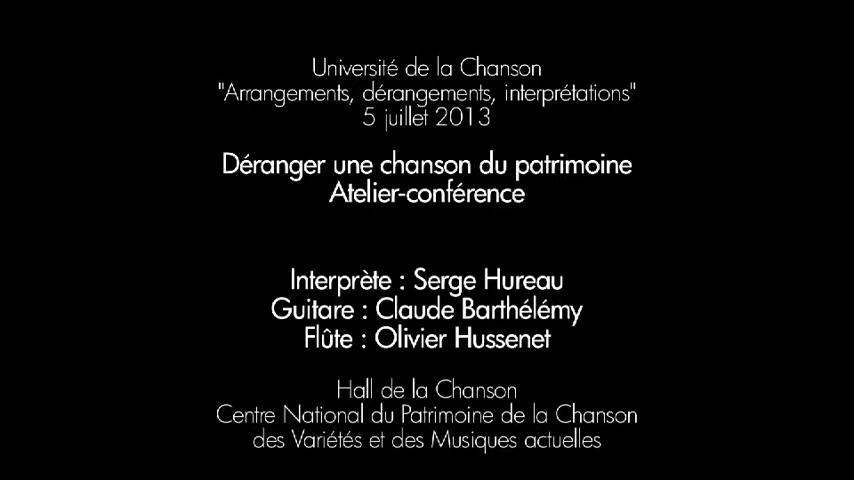 Université de la Chanson
"Arrangements, dérangements, interprétations"
5 juillet 2013
Déranger une chanson du patrimoine
Atelier-conférence
Interprète : Serge Hureau
Guitare : Claude Barthélémy
Flûte : Olivier Hussenet
Hall de la Chanson
Centre National du Patrimoine de la Chanson
des Variétés et des Musiques actuelles